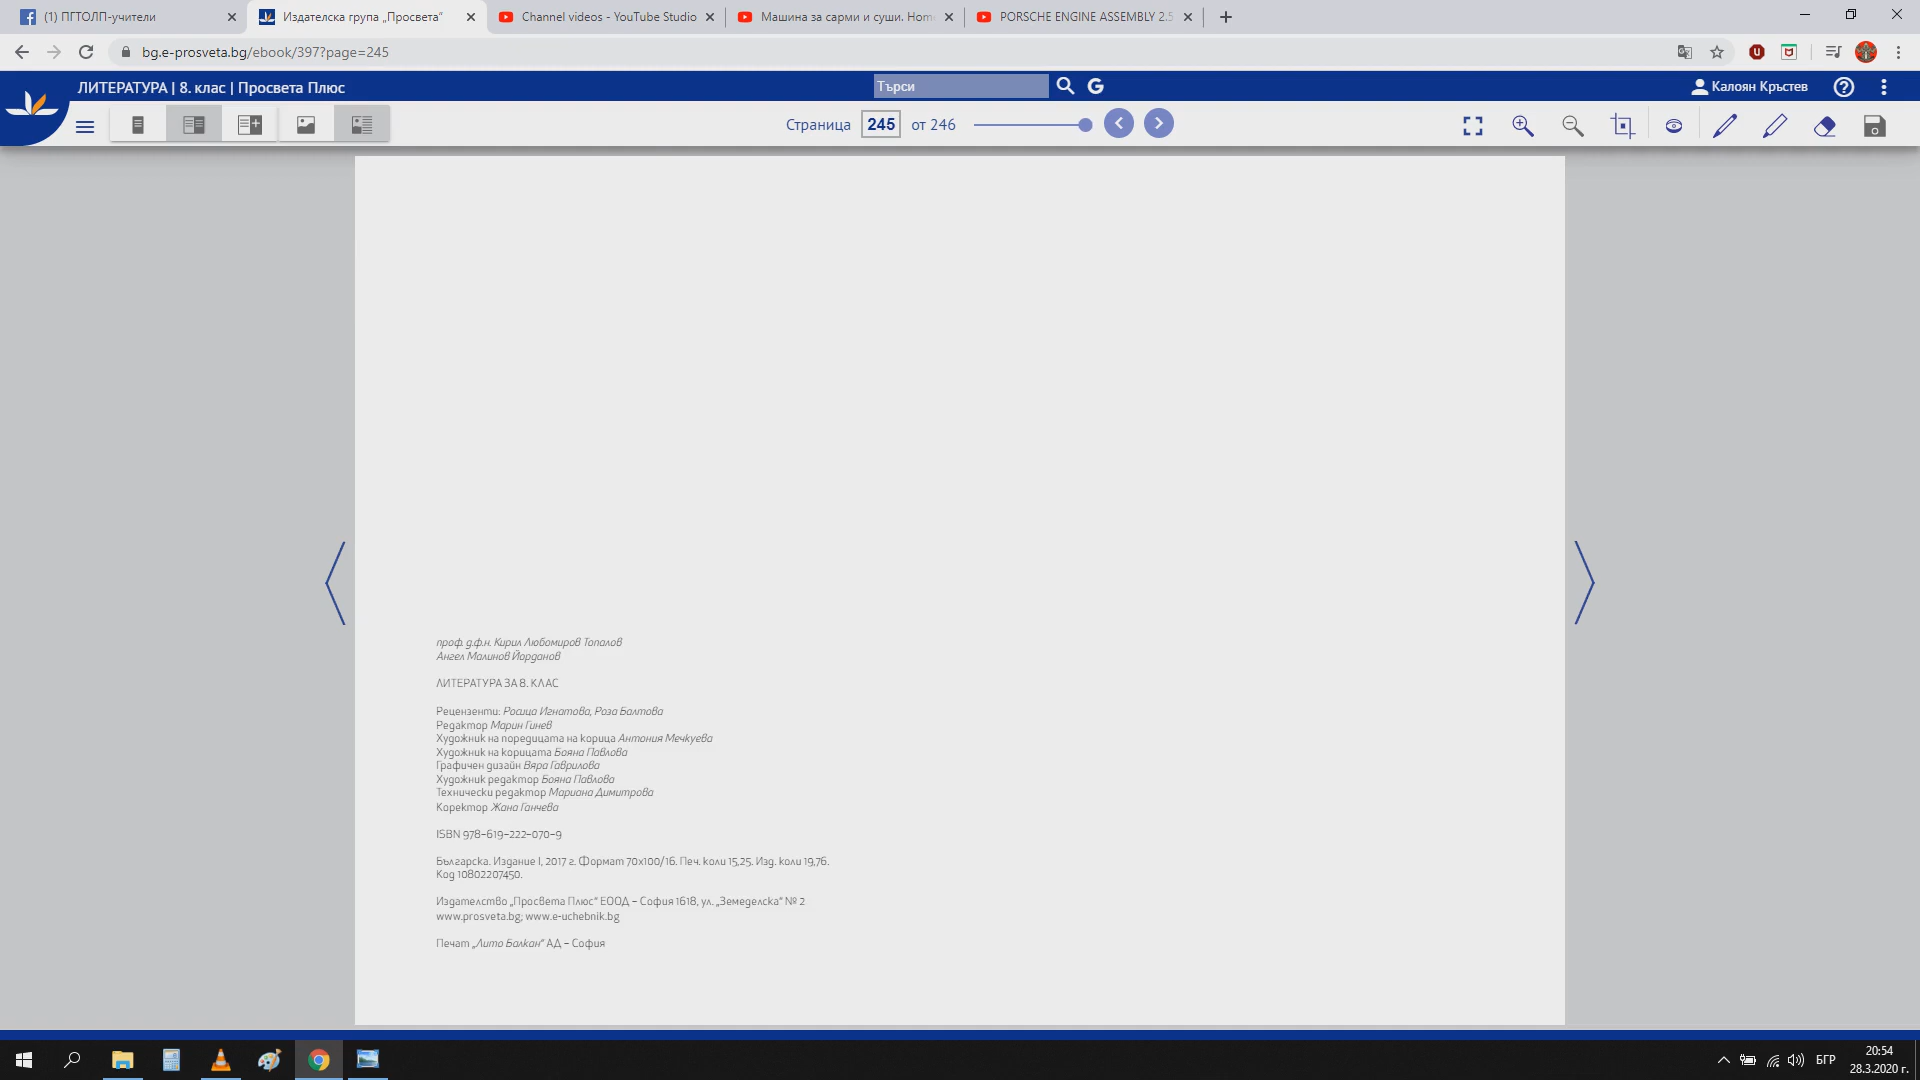 (1) ПГТОЛП-учители
Издателска група „Просвета“
Channel videos - YouTube Studio
Машина за сарми и суши. Hom
PORSCHE ENGINE ASSEMBLY 2.5
bg.e-prosveta.bg/ebook/397?page=245
ЛИТЕРАТУРА | 8. клас | Просвета Плюс
Търси
Калоян Кръстев
Страница 245 от 246
проф. д.ф.н. Кирил Любомиров Топалов
Ангел Малинов Йорданов
ЛИТЕРАТУРА ЗА 8. КЛАС
Рецензенти: Росица Игнатова, Роза Балтова
Редактор Марин Гинев
Художник на поредицата на корица Антония Мечкуева
Художник на корицата Бояна Павлова
Графичен дизайн Вяра Гаврилова
Художник редактор Бояна Павлова
Технически редактор Мариана Димитрова
Коректор Жана Ганчева
ISBN 978–619–222–070–9
Българска. Издание I, 2017 г. Формат 70х100/16. Печ. коли 15,25. Изд. коли 19,76.
Код 10802207450.
Издателство „Просвета Плюс“ ЕООД – София 1618, ул. „Земеделска“ № 2
www.prosveta.bg; www.e-uchebnik.bg
Печат „Лито Балкан“ АД – София
БГР
20:54
28.3.2020 г.